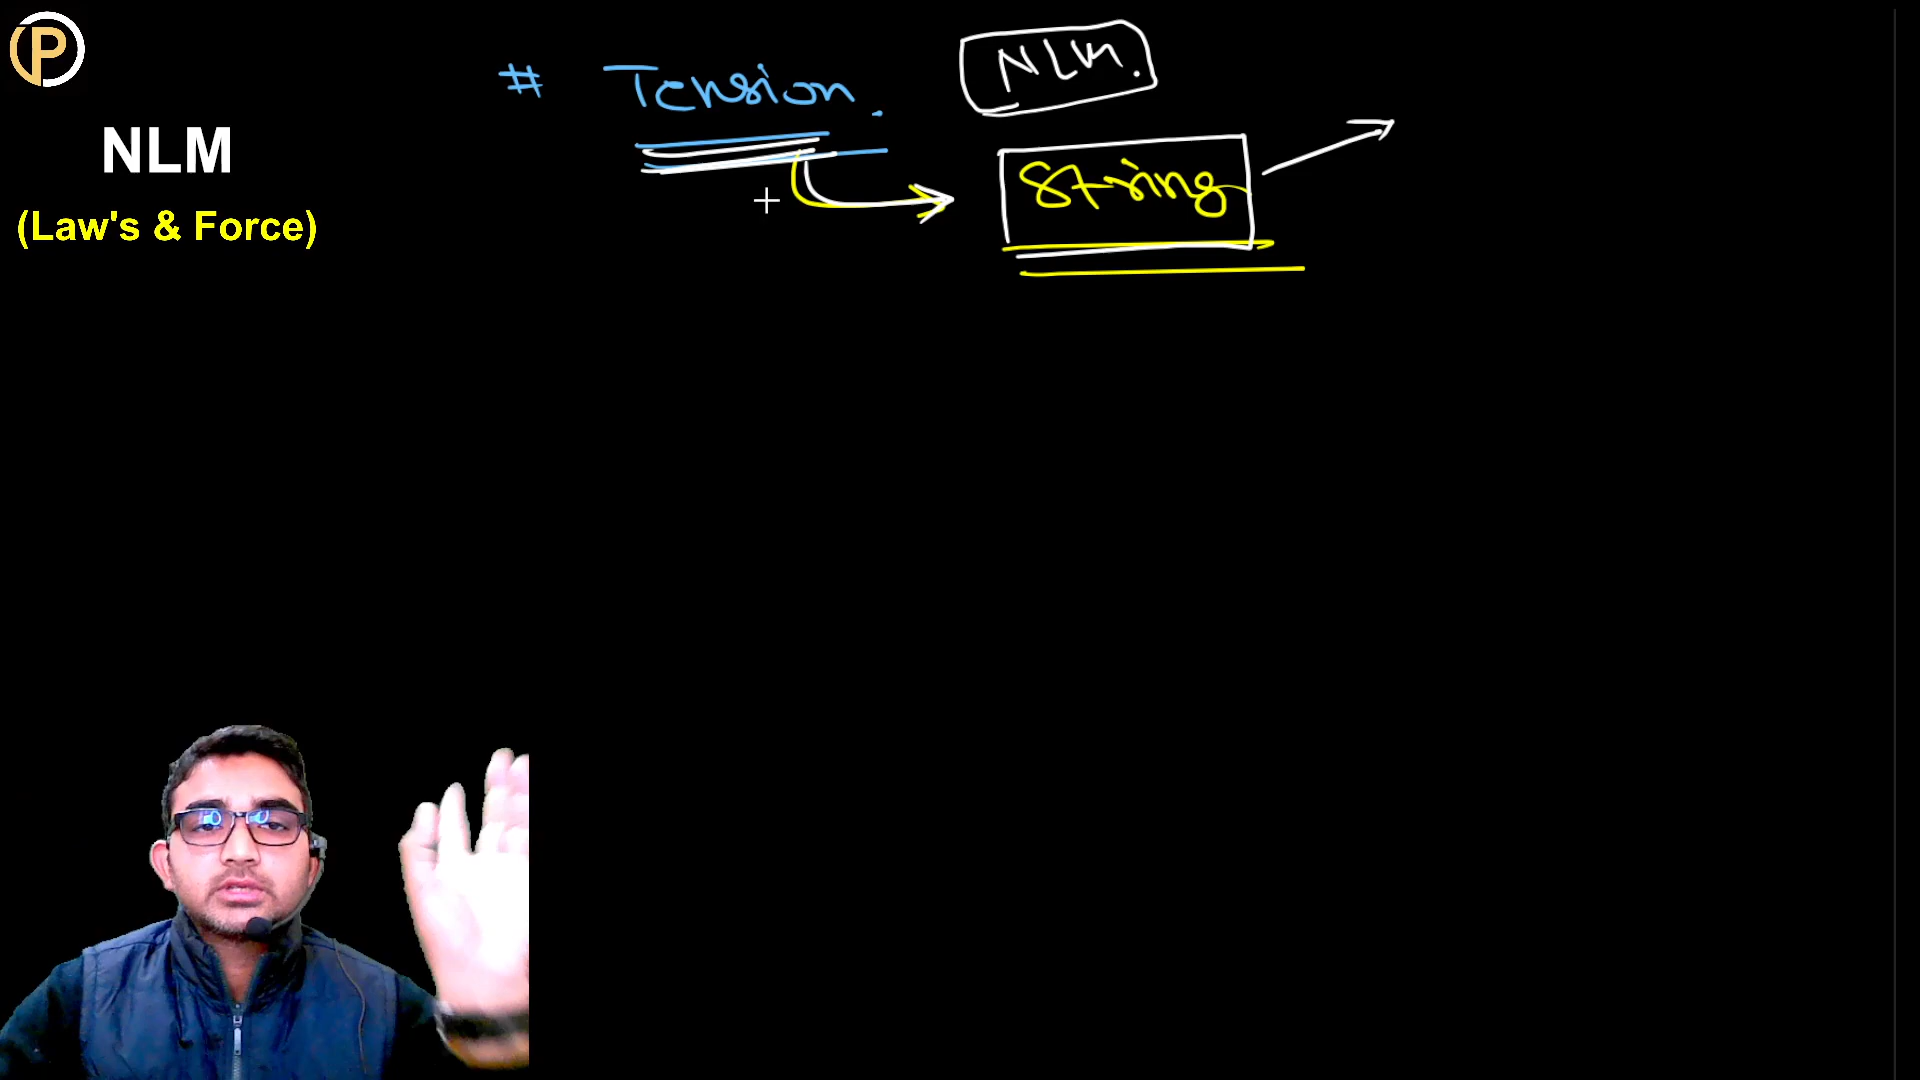 P
NLM
(Law's & Force)
# Tension.
NLM.
String